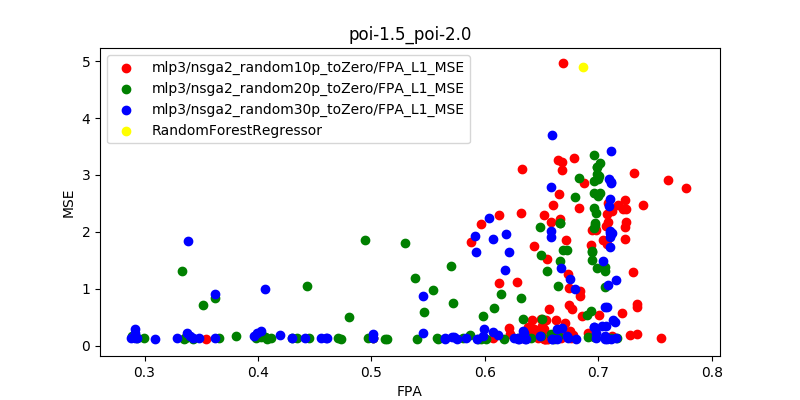 poi-1.5_poi-2.0
mlp3/nsga2_random10p_toZero/FPA_L1_MSE
mlp3/nsga2_random20p_toZero/FPA_L1_MSE
mlp3/nsga2_random30p_toZero/FPA_L1_MSE
RandomForestRegressor
MSE
5
4
3
2
1
0
0.3 0.4 0.5 0.6 0.7 0.8
FPA